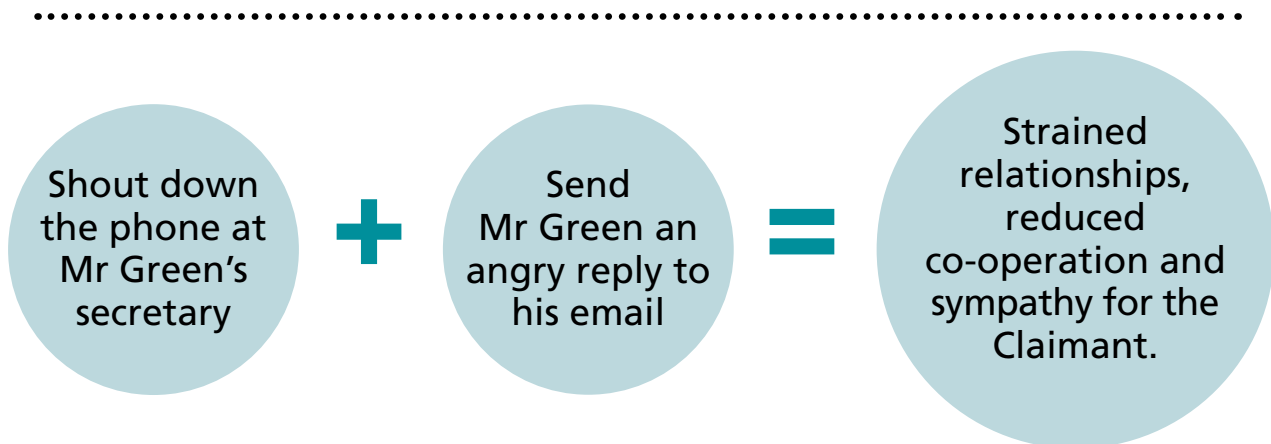 Shout down
the phone at
Mr Green’s
secretary
+
Send
Mr Green an
angry reply to
his email
=
Strained
relationships,
reduced
co-operation and
sympathy for the
Claimant.